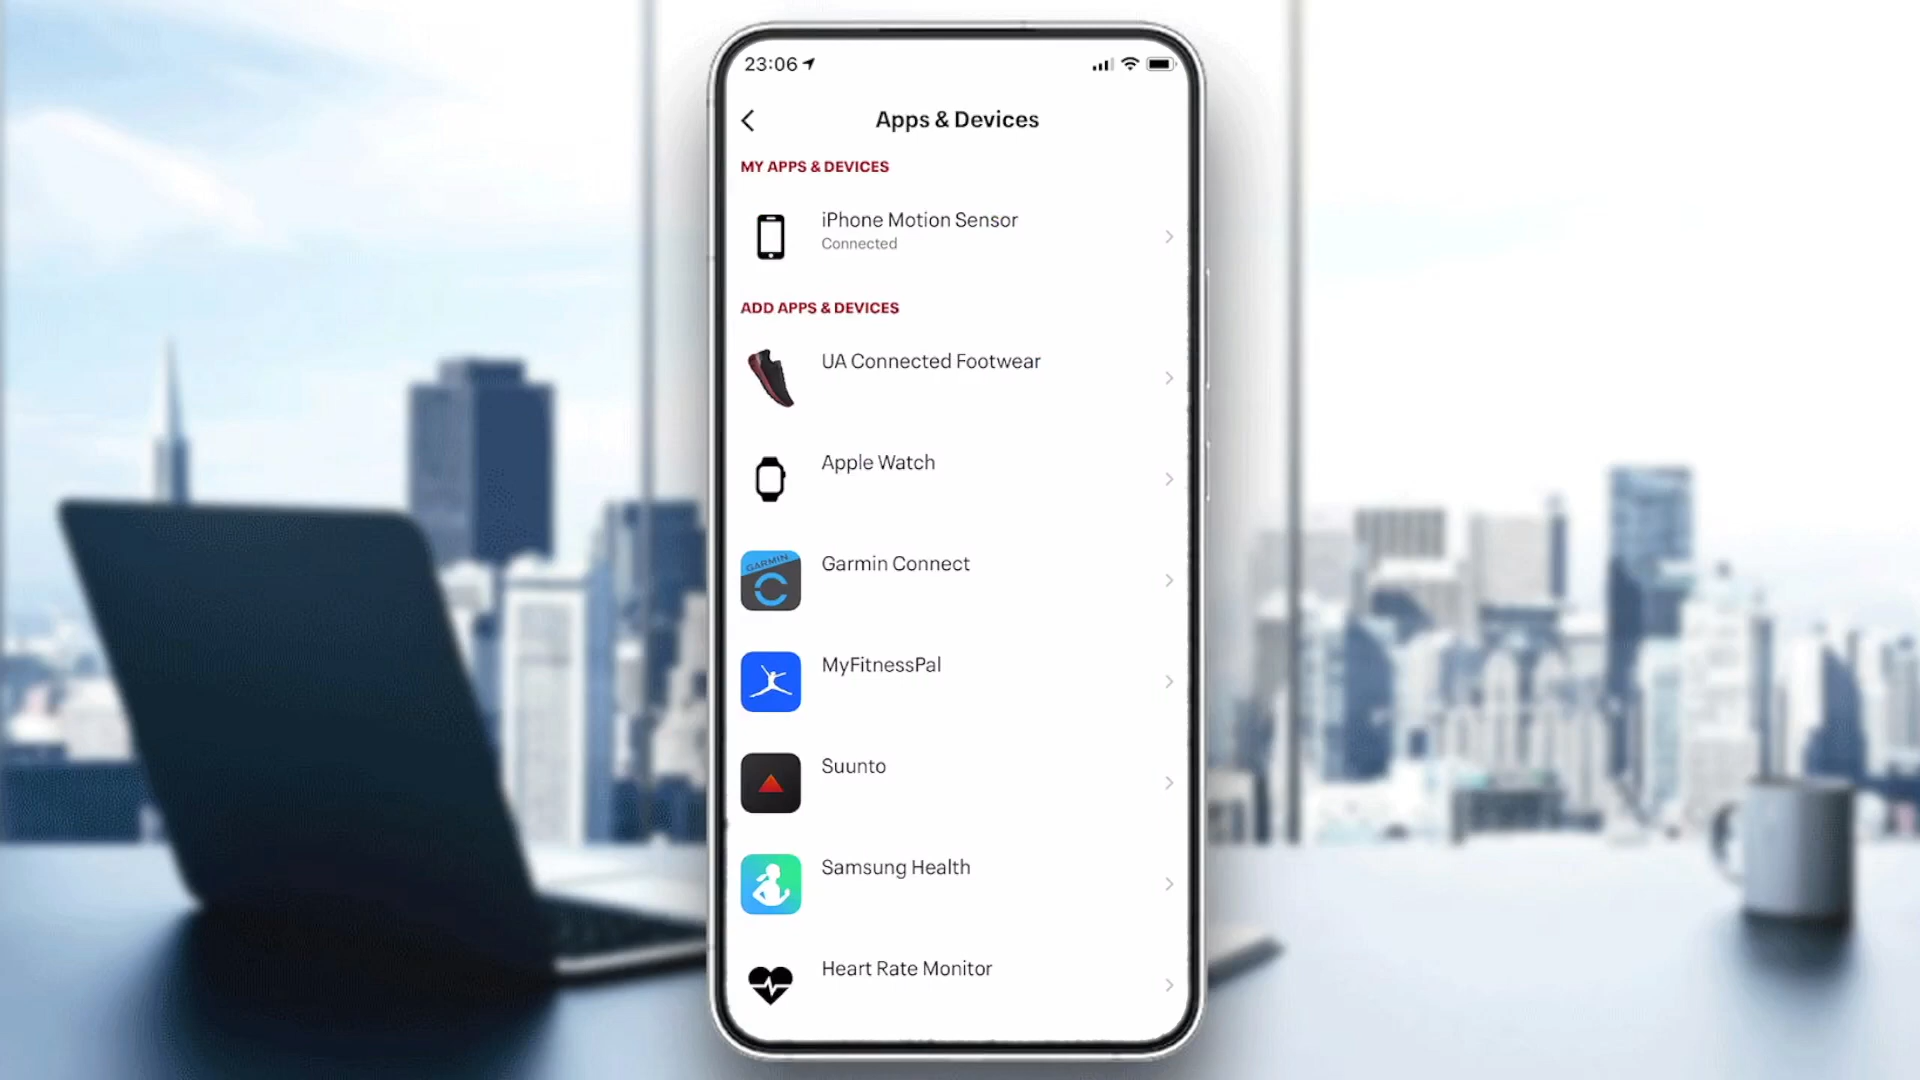 23:06
Apps & Devices
MY APPS & DEVICES
iPhone Motion Sensor
Connected
ADD APPS & DEVICES
UA Connected Footwear
Apple Watch
GARMIN
Garmin Connect
MyFitnessPal
Suunto
Samsung Health
Heart Rate Monitor